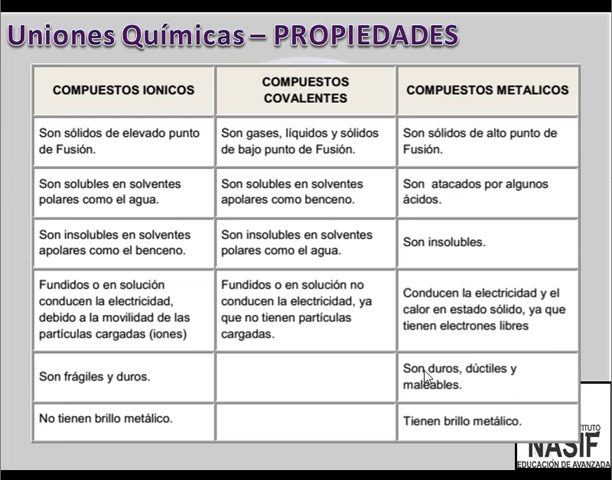 Uniones Químicas – PROPIEDADES
COMPUESTOS IONICOS
COMPUESTOS
COVALENTES
COMPUESTOS METALICOS
Son sólidos de elevado punto
de Fusión.
Son gases, líquidos y sólidos
de bajo punto de Fusión.
Son sólidos de alto punto de
Fusión.
Son solubles en solventes
polares como el agua.
Son solubles en solventes
apolares como benceno.
Son atacados por algunos
ácidos.
Son insolubles en solventes
apolares como el benceno.
Son insolubles en solventes
polares como el agua.
Son insolubles.
Fundidos o en solución
conducen la electricidad,
debido a la movilidad de las
partículas cargadas (iones)
Fundidos o en solución no
conducen la electricidad, ya
que no tienen partículas
cargadas.
Conducen la electricidad y el
calor en estado sólido, ya que
tienen electrones libres
Son frágiles y duros.
Son duros, dúctiles y
maleables.
No tienen brillo metálico.
Tienen brillo metálico.
TITUTO
NASIF
EDUCACIÓN DE AVANZADA